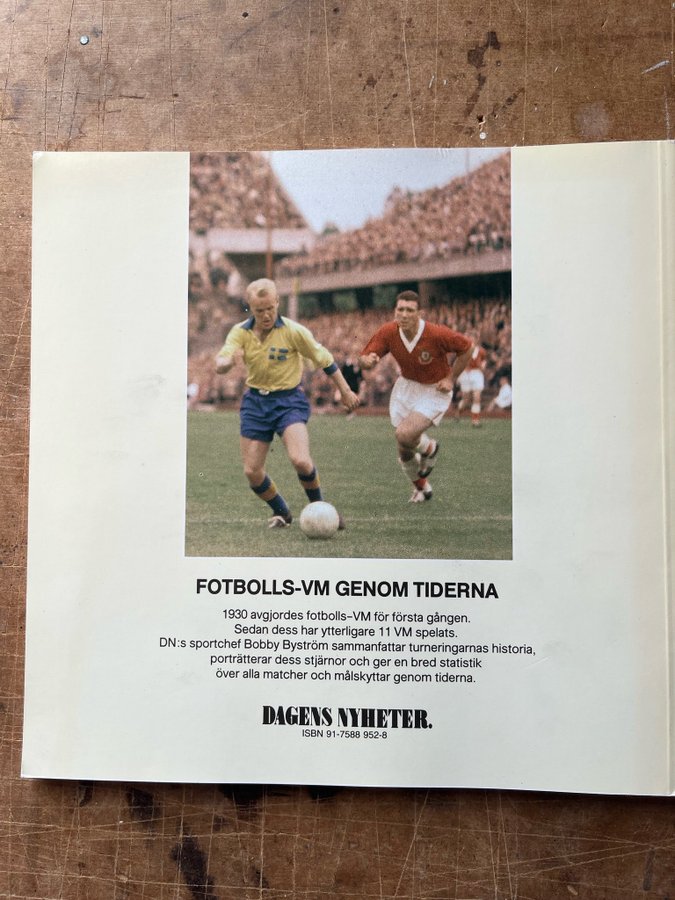 FOTBOLLS-VM GENOM TIDERNA
1930 avgjordes fotbolls-VM för första gången.
Sedan dess har ytterligare 11 VM spelats.
DN:s sportchef Bobby Byström sammanfattar turneringarnas historia,
porträtterar dess stjärnor och ger en bred statistik
över alla matcher och målskyttar genom tiderna.
DAGENS NYHETER.
ISBN 91-7588 952-8